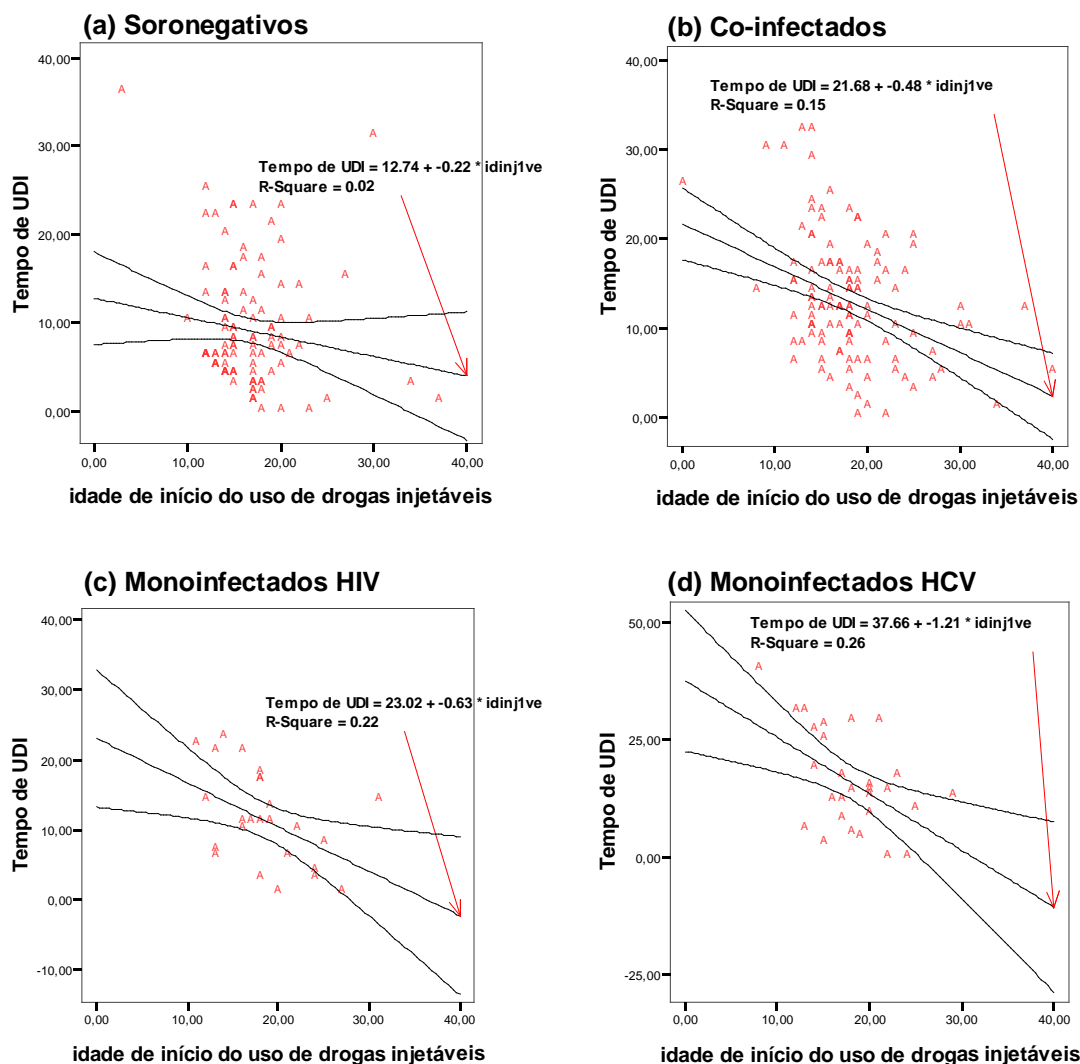 (a) Soronegativos
40,00
30,00
20,00
10,00
0,00
Tempo de UDI
Tempo de UDI = 12.74 + -0.22 * idinj1ve
R-Square = 0.02
0,00 10,00 20,00 30,00 40,00
idade de início do uso de drogas injetáveis
(b) Co-infectados
40,00
30,00
20,00
10,00
0,00
Tempo de UDI
Tempo de UDI = 21.68 + -0.48 * idinj1ve
R-Square = 0.15
0,00 10,00 20,00 30,00 40,00
idade de início do uso de drogas injetáveis
(c) Monoinfectados HIV
40,00
30,00
20,00
10,00
0,00
-10,00
Tempo de UDI
Tempo de UDI = 23.02 + -0.63 * idinj1ve
R-Square = 0.22
0,00 10,00 20,00 30,00 40,00
idade de início do uso de drogas injetáveis
(d) Monoinfectados HCV
50,00
25,00
0,00
-25,00
Tempo de UDI
Tempo de UDI = 37.66 + -1.21 * idinj1ve
R-Square = 0.26
0,00 10,00 20,00 30,00 40,00
idade de início do uso de drogas injetáveis